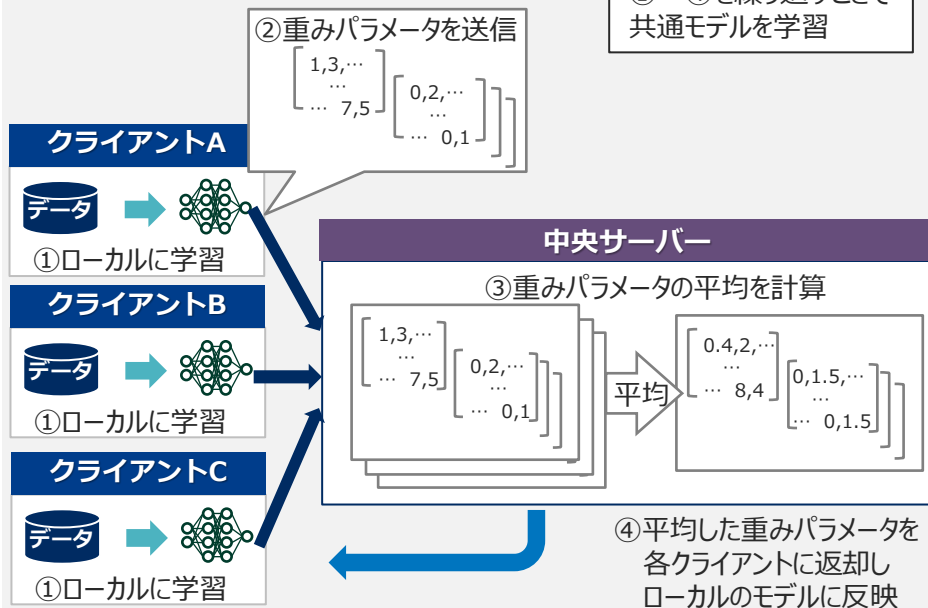 共通モデルを学習
②重みパラメータを送信
1,3,…
…
… 7,5
0,2,…
…
… 0,1
クライアントA
データ
①ローカルに学習
クライアントB
データ
①ローカルに学習
クライアントC
データ
①ローカルに学習
中央サーバー
③重みパラメータの平均を計算
1,3,…
…
… 7,5
0,2,…
…
… 0,1
平均
0.4,2,…
…
… 8,4
0,1.5,…
…
… 0,1.5
④平均した重みパラメータを
各クライアントに返却し
ローカルのモデルに反映